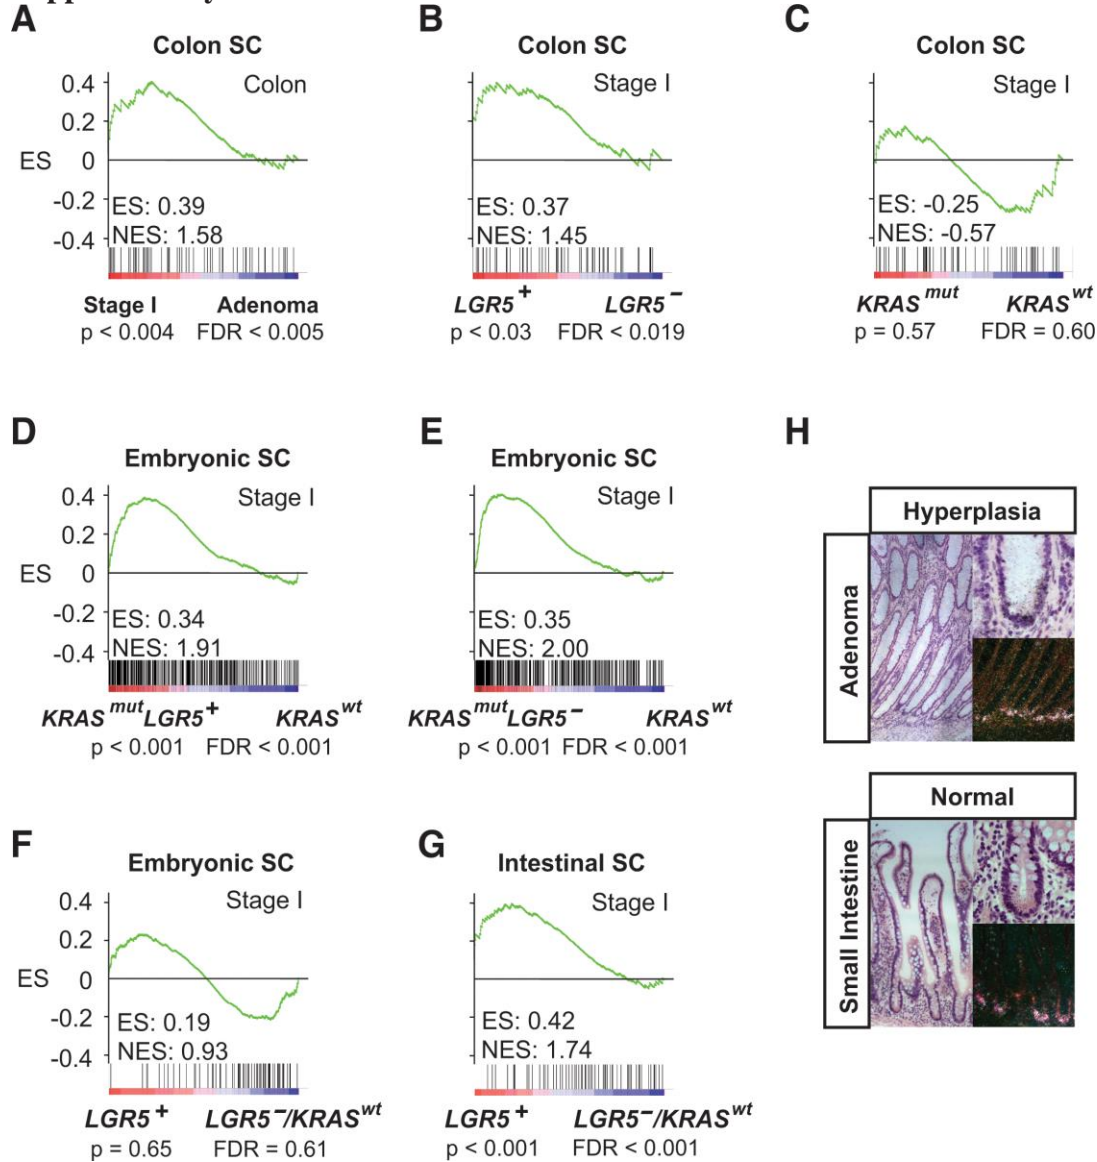 A
Colon SC
Colon
0.4
0.2
ES
0
-0.2
-0.4
ES: 0.39
NES: 1.58
Stage I
Adenoma
p < 0.004
FDR < 0.005
B
Colon SC
Stage I
ES: 0.37
NES: 1.45
LGR5+
LGR5−
p < 0.03
FDR < 0.019
C
Colon SC
Stage I
ES: -0.25
NES: -0.57
KRASmut
KRASwt
p = 0.57
FDR = 0.60
D
Embryonic SC
Stage I
0.4
0.2
ES
0
-0.2
-0.4
ES: 0.34
NES: 1.91
KRASmutLGR5+
KRASwt
p < 0.001
FDR < 0.001
E
Embryonic SC
Stage I
ES: 0.35
NES: 2.00
KRASmutLGR5−
KRASwt
p < 0.001
FDR < 0.001
F
Embryonic SC
Stage I
0.4
0.2
ES
0
-0.2
-0.4
ES: 0.19
NES: 0.93
LGR5+
LGR5−/KRASwt
p = 0.65
FDR = 0.61
G
Intestinal SC
Stage I
ES: 0.42
NES: 1.74
LGR5+
LGR5−/KRASwt
p < 0.001
FDR < 0.001
H
Hyperplasia
Adenoma
Normal
Small Intestine